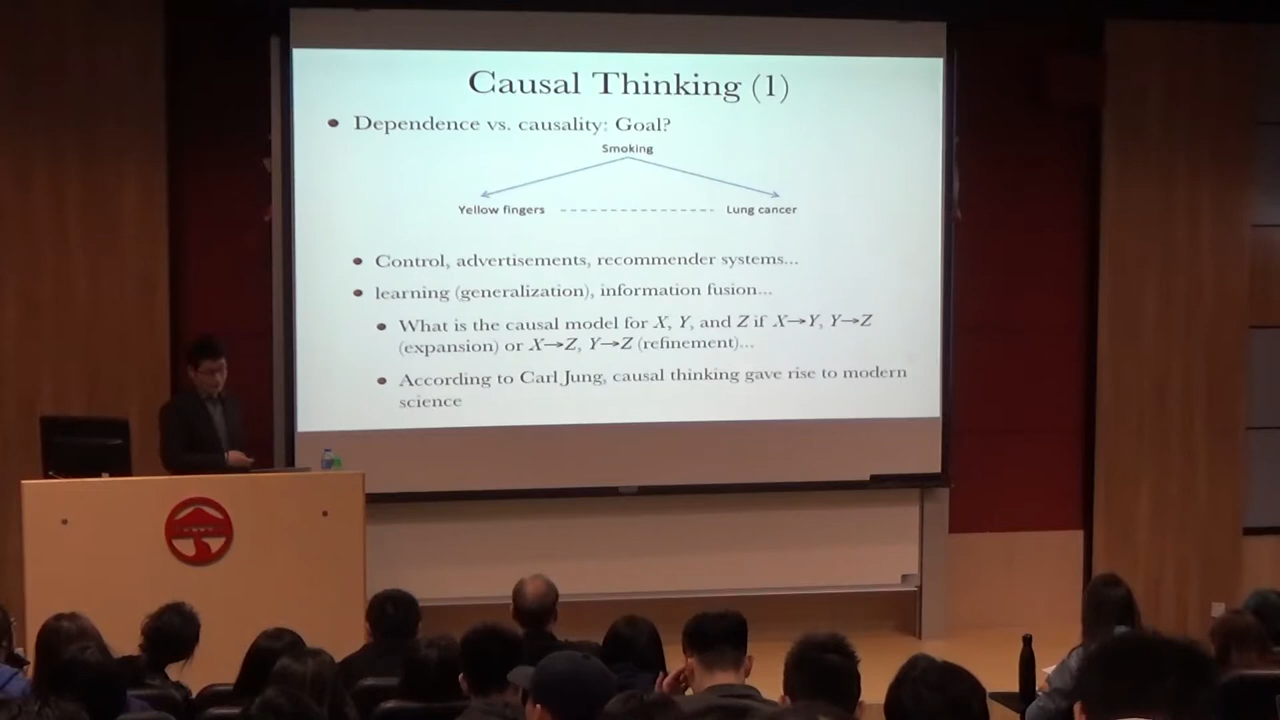 Causal Thinking (1)
Dependence vs. causality: Goal?
Smoking
Yellow fingers
Lung cancer
Control, advertisements, recommender systems...
learning (generalization), information fusion...
What is the causal model for X, Y, and Z if X→Y, Y→Z
(expansion) or X→Z, Y→Z (refinement)...
According to Carl Jung, causal thinking gave rise to modern
science